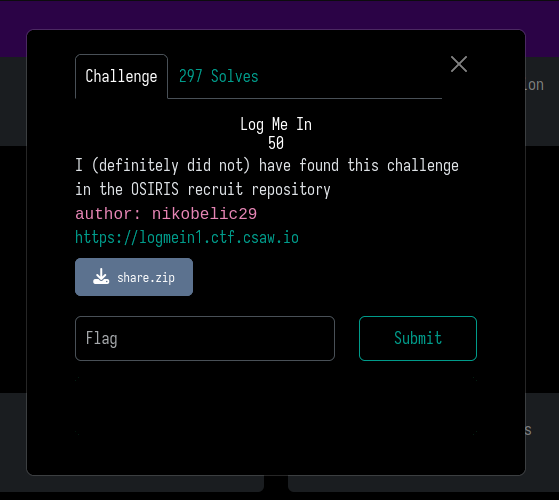 Challenge
297 Solves
on
Log Me In
50
I (definitely did not) have found this challenge
in the OSIRIS recruit repository
author: nikobelic29
https://logmein1.ctf.csaw.io
share.zip
Flag
Submit
s